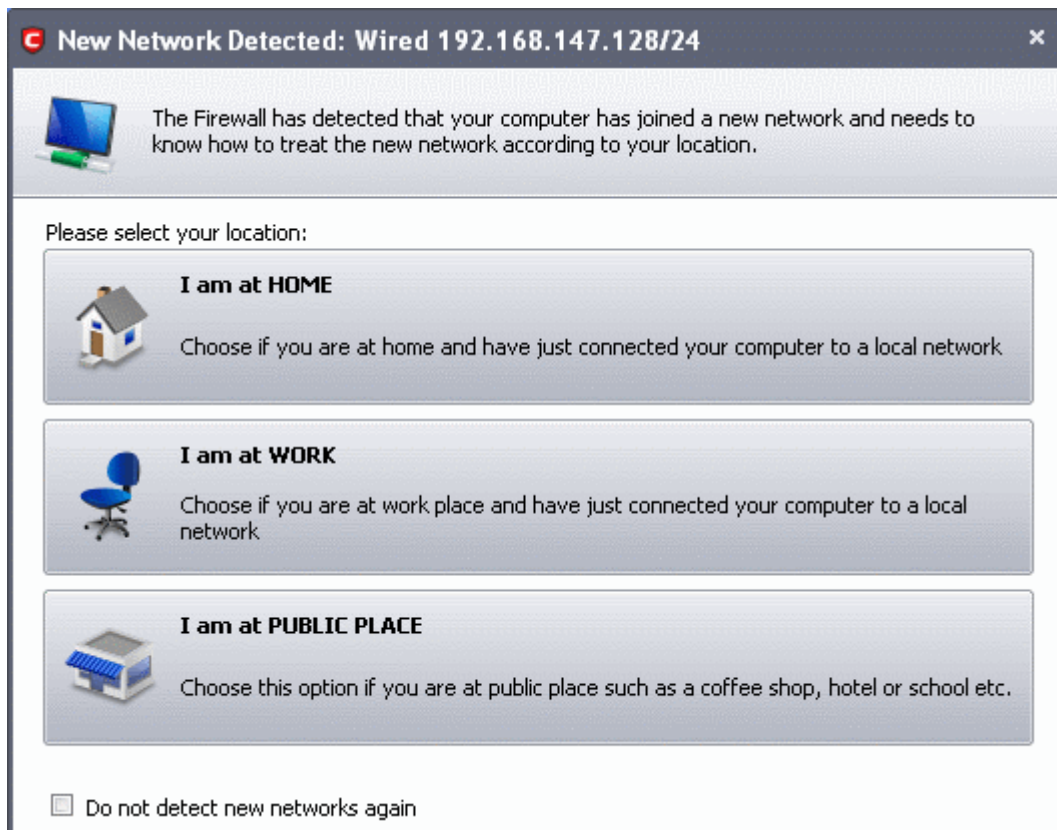 New Network Detected: Wired 192.168.147.128/24
The Firewall has detected that your computer has joined a new network and needs to
know how to treat the new network according to your location.
Please select your location:
I am at HOME
Choose if you are at home and have just connected your computer to a local network
I am at WORK
Choose if you are at work place and have just connected your computer to a local
network
I am at PUBLIC PLACE
Choose this option if you are at public place such as a coffee shop, hotel or school etc.
Do not detect new networks again